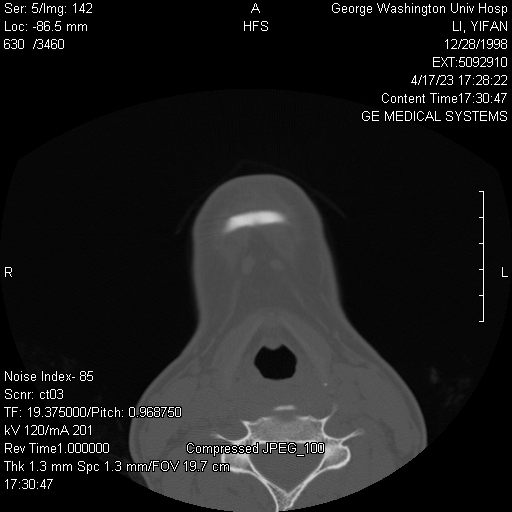 Ser: 5/Img: 142
Loc: -86.5 mm
630 /3460
A
HFS
George Washington Univ Hosp
LI, YIFAN
12/28/1998
EXT:5092910
4/17/23 17:28:22
Content Time17:30:47
GE MEDICAL SYSTEMS
R
L
Noise Index- 85
Scnr: ct03
TF: 19.375000/Pitch: 0.968750
kV 120/mA 201
Rev Time1.000000
Compressed JPEG_100
Thk 1.3 mm Spc 1.3 mm/FOV 19.7 cm
17:30:47